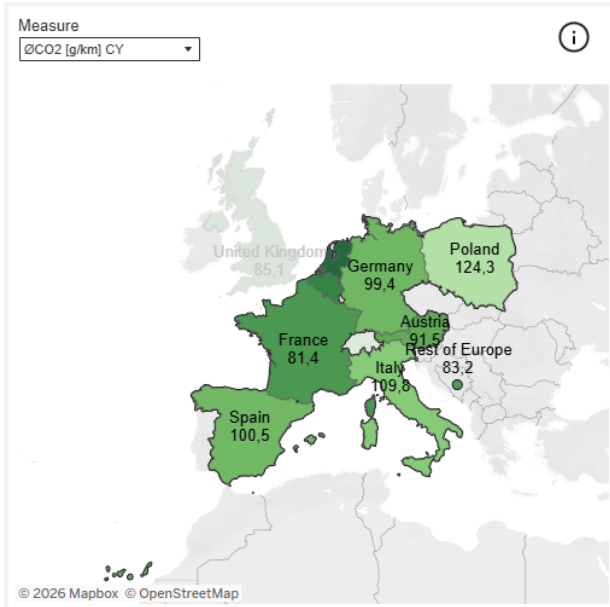 Measure
ØCO2 [g/km] CY
i
United Kingdom
85,1
Poland
124,3
Germany
99,4
Austria
91,5
France
81,4
Rest of Europe
83,2
Italy
109,8
Spain
100,5
© 2026 Mapbox © OpenStreetMap